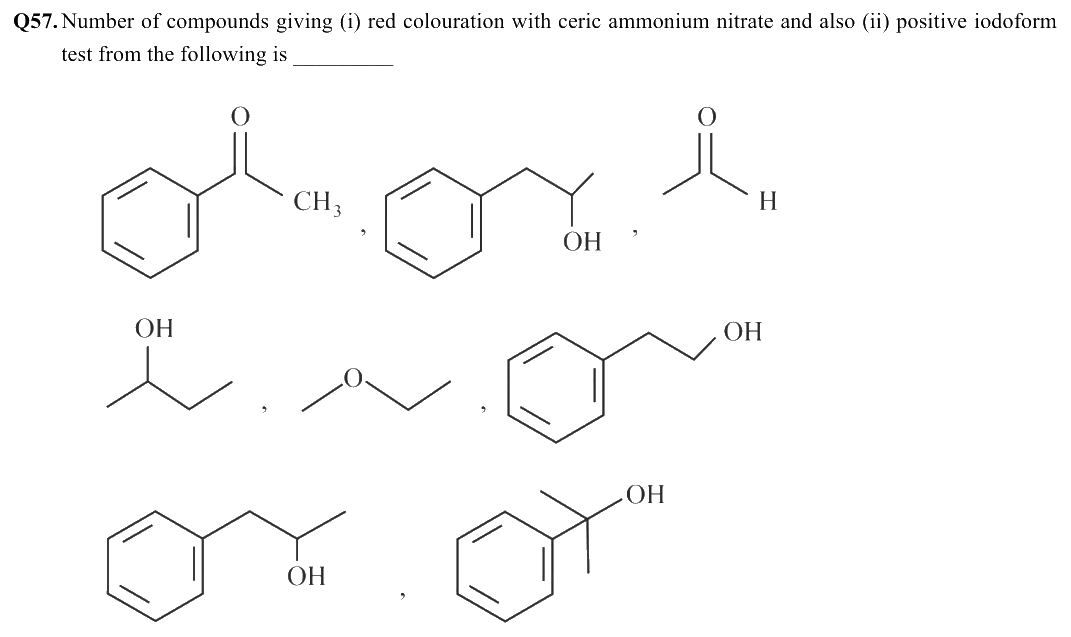 Q57. Number of compounds giving (i) red colouration with ceric ammonium nitrate and also (ii) positive iodoform
test from the following is _________
O O
CH3 , H
OH ,
OH OH
, O ,
OH
OH ,